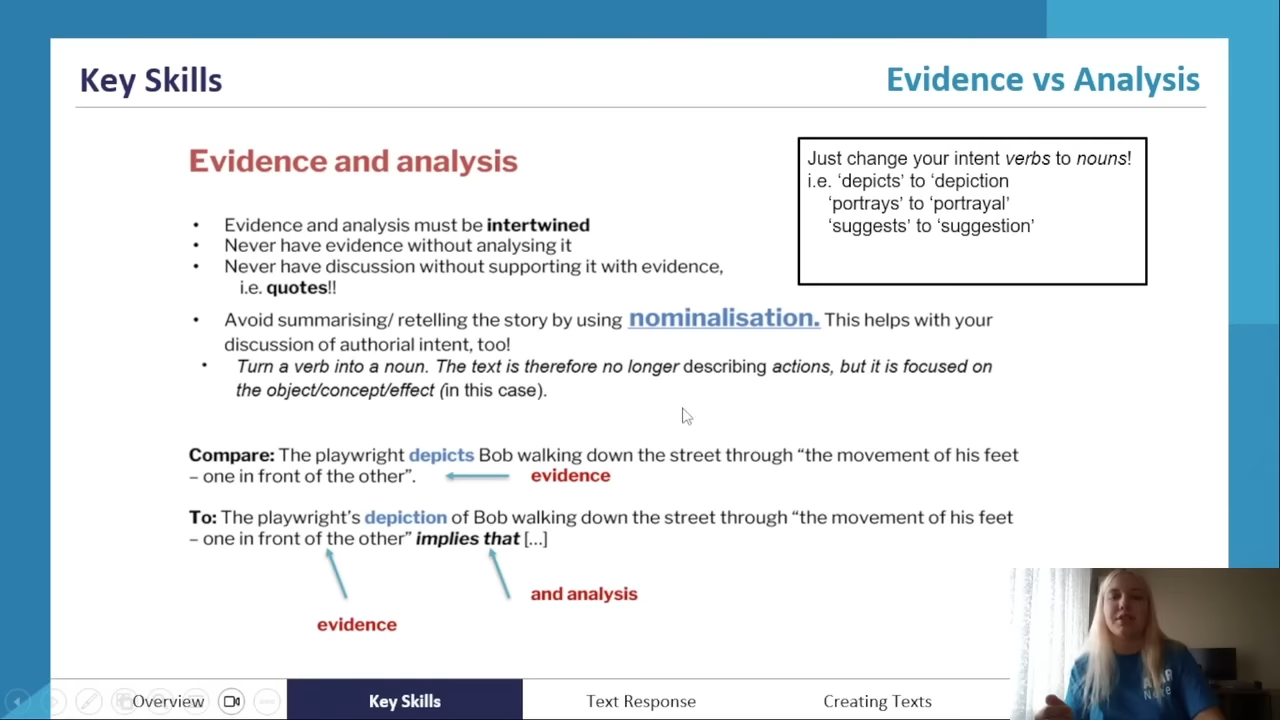 Key Skills
Evidence vs Analysis
Evidence and analysis
Just change your intent verbs to nouns!
i.e. ‘depicts’ to ‘depiction
‘portrays’ to ‘portrayal’
‘suggests’ to ‘suggestion’
• Evidence and analysis must be intertwined
• Never have evidence without analysing it
• Never have discussion without supporting it with evidence,
i.e. quotes!!
• Avoid summarising/ retelling the story by using nominalisation. This helps with your
discussion of authorial intent, too!
• Turn a verb into a noun. The text is therefore no longer describing actions, but it is focused on
the object/concept/effect (in this case).
Compare: The playwright depicts Bob walking down the street through “the movement of his feet
– one in front of the other”.
evidence
To: The playwright’s depiction of Bob walking down the street through “the movement of his feet
– one in front of the other” implies that [...]
and analysis
evidence
Overview
Key Skills
Text Response
Creating Texts